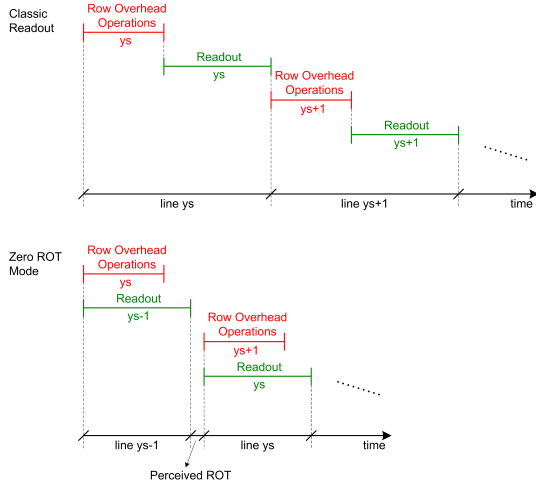 Classic
Readout
Row Overhead
Operations
ys
Readout
ys
Row Overhead
Operations
ys+1
Readout
ys+1
line ys
line ys+1
time
Zero ROT
Mode
Row Overhead
Operations
ys
Readout
ys-1
Row Overhead
Operations
ys+1
Readout
ys
line ys-1
line ys
time
Perceived ROT